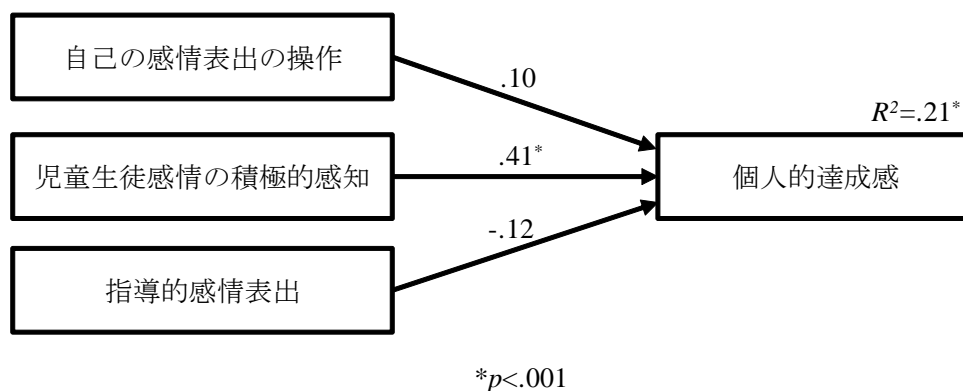 自己の感情表出の操作
.10
R²=.21*
児童生徒感情の積極的感知
.41*
個人的達成感
-.12
指導的感情表出
*p<.001